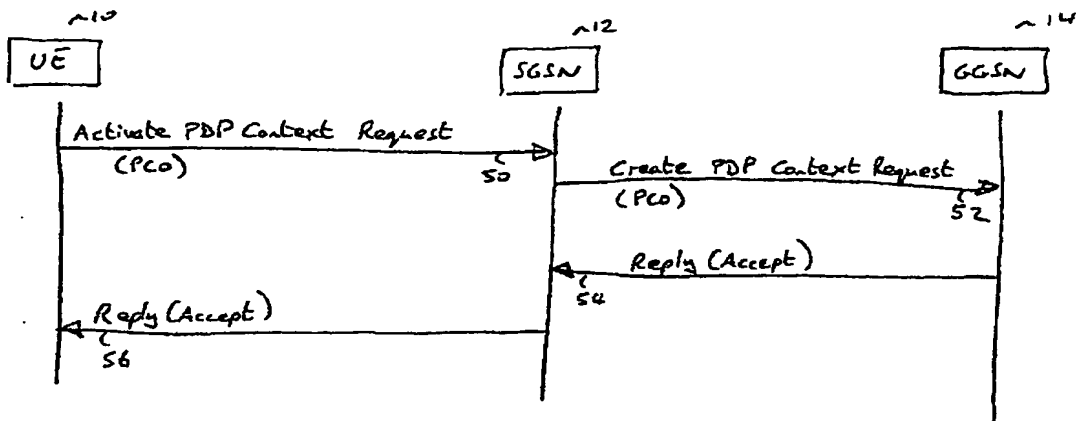 ~10
~12
~14
UE
SGSN
GGSN
Activate PDP Context Request
(PCO)
50
Create PDP Context Request
(PCO)
52
Reply (Accept)
54
Reply (Accept)
56